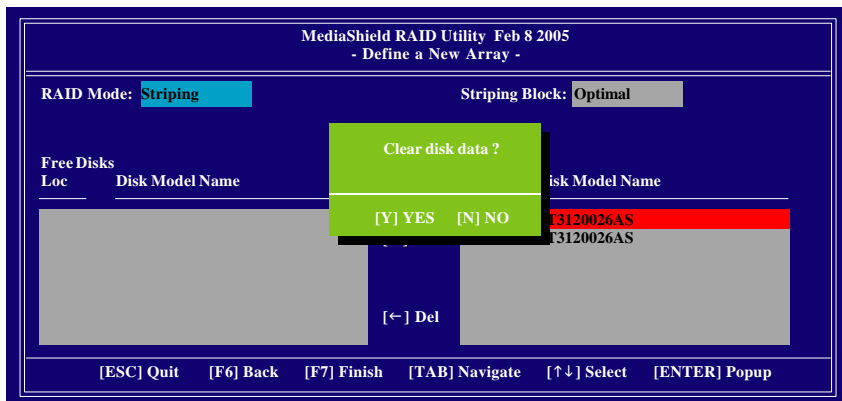 MediaShield RAID Utility Feb 8 2005
- Define a New Array -
RAID Mode: Striping Striping Block: Optimal
Clear disk data ?
Free Disks
Loc Disk Model Name isk Model Name
[Y] YES [N] NO
T3120026AS
T3120026AS
[←] Del
[ESC] Quit [F6] Back [F7] Finish [TAB] Navigate [↑↓] Select [ENTER] Popup